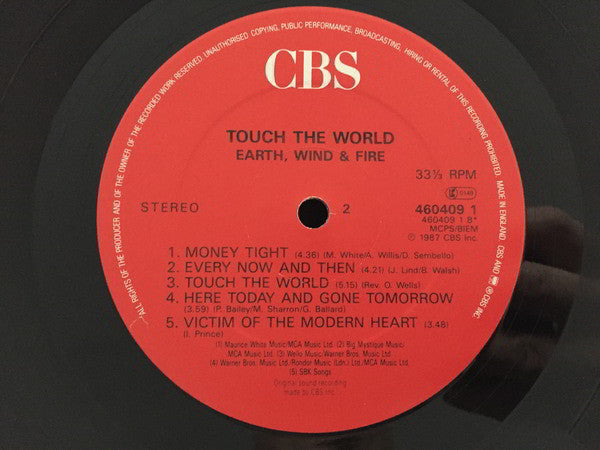 "ALL RIGHTS OF THE PRODUCER AND OF THE OWNER OF THE RECORDED WORK RESERVED. UNAUTHORISED COPYING, PUBLIC PERFORMANCE, BROADCASTING, HIRING OR RENTAL OF THIS RECORDING PROHIBITED. MADE IN ENGLAND. CBS AND ARE ® CBS INC.
CBS
TOUCH THE WORLD
EARTH, WIND & FIRE
33⅓ RPM
STEREO
2
0149
460409 1
460409 1 B*
MCPS/BIEM
℗ 1987 CBS Inc.
1. MONEY TIGHT (4.36) (M. White/A. Willis/D. Sembello)
2. EVERY NOW AND THEN (4.21) (J. Lind/B. Walsh)
3. TOUCH THE WORLD (5.15) (Rev. O. Wells)
4. HERE TODAY AND GONE TOMORROW
(3.59) (P. Bailey/M. Sharron/G. Ballard)
5. VICTIM OF THE MODERN HEART (3.48)
(I. Prince)
(1) Maurice White Music/MCA Music Ltd. (2) Big Mystique Music/
MCA Music Ltd. (3) Wello Music/Warner Bros. Music Ltd.
(4) Warner Bros. Music Ltd./Rondor Music (Ldn.) Ltd./MCA Music Ltd.
(5) SBK Songs
Original sound recording
made by CBS Inc.